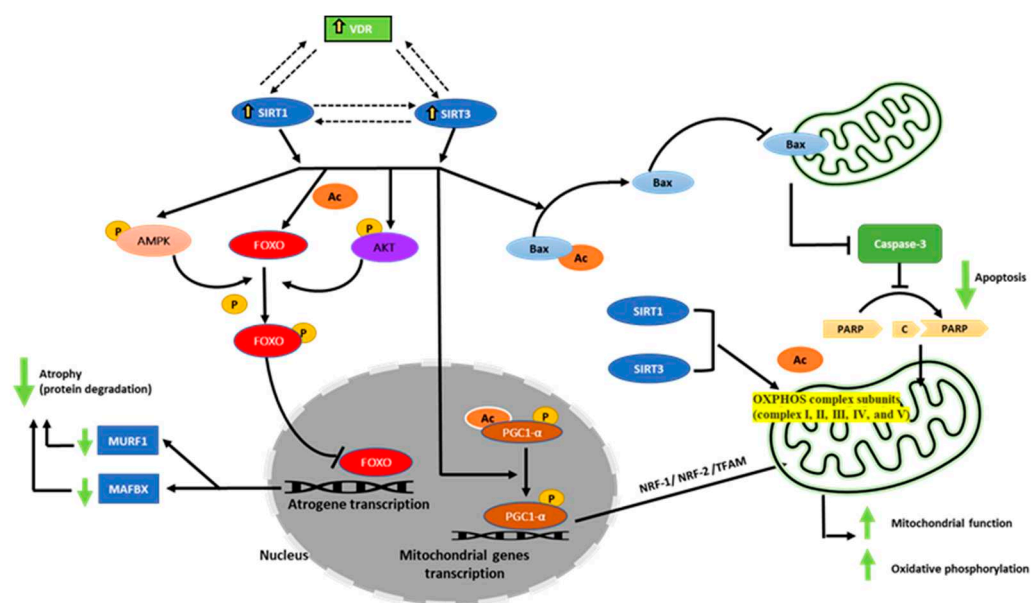 VDR
SIRT1
SIRT3
Ac
P
AMPK
FOXO
P
AKT
Bax
Bax
Bax
Ac
Caspase-3
Apoptosis
PARP
C
PARP
P
FOXO
P
SIRT1
SIRT3
Ac
OXPHOS complex subunits
(complex I, II, III, IV, and V)
Atrophy
(protein degradation)
MURF1
MAFBX
Ac
P
PGC1-α
FOXO
Atrogene transcription
P
PGC1-α
NRF-1/ NRF-2 /TFAM
Nucleus
Mitochondrial genes
transcription
Mitochondrial function
Oxidative phosphorylation